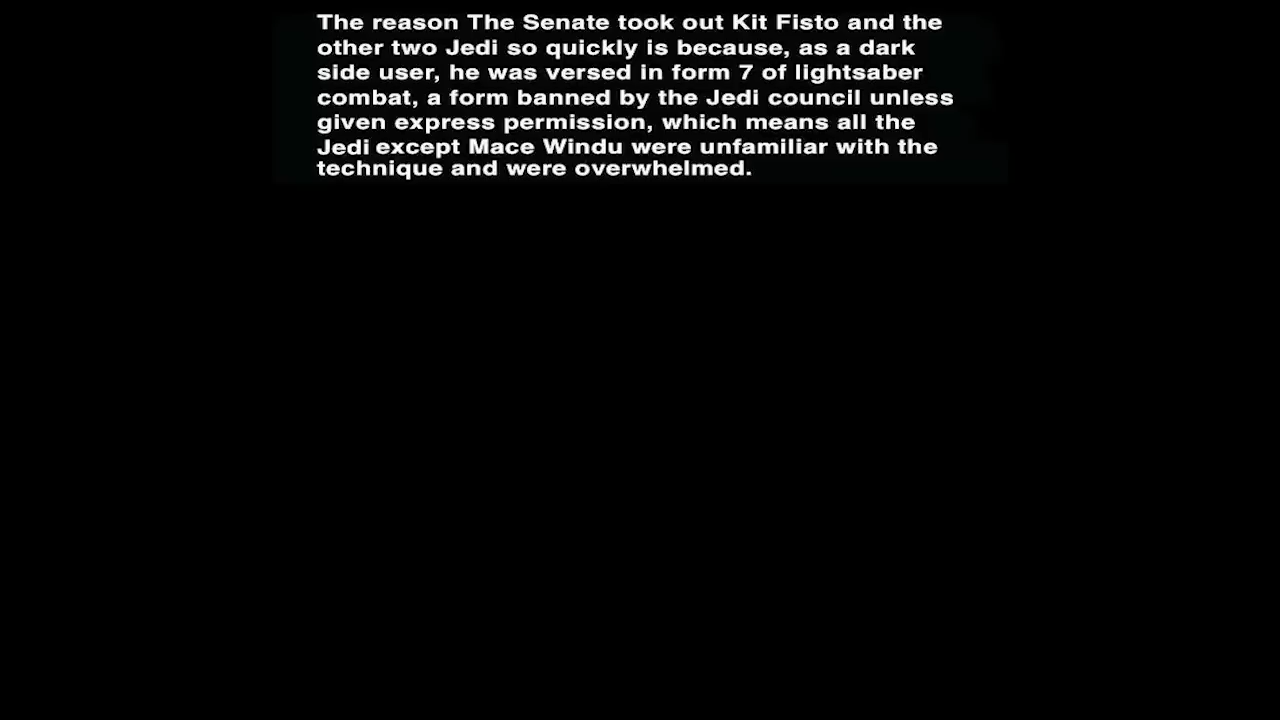 The reason The Senate took out Kit Fisto and the
other two Jedi so quickly is because, as a dark
side user, he was versed in form 7 of lightsaber
combat, a form banned by the Jedi council unless
given express permission, which means all the
Jedi except Mace Windu were unfamiliar with the
technique and were overwhelmed.